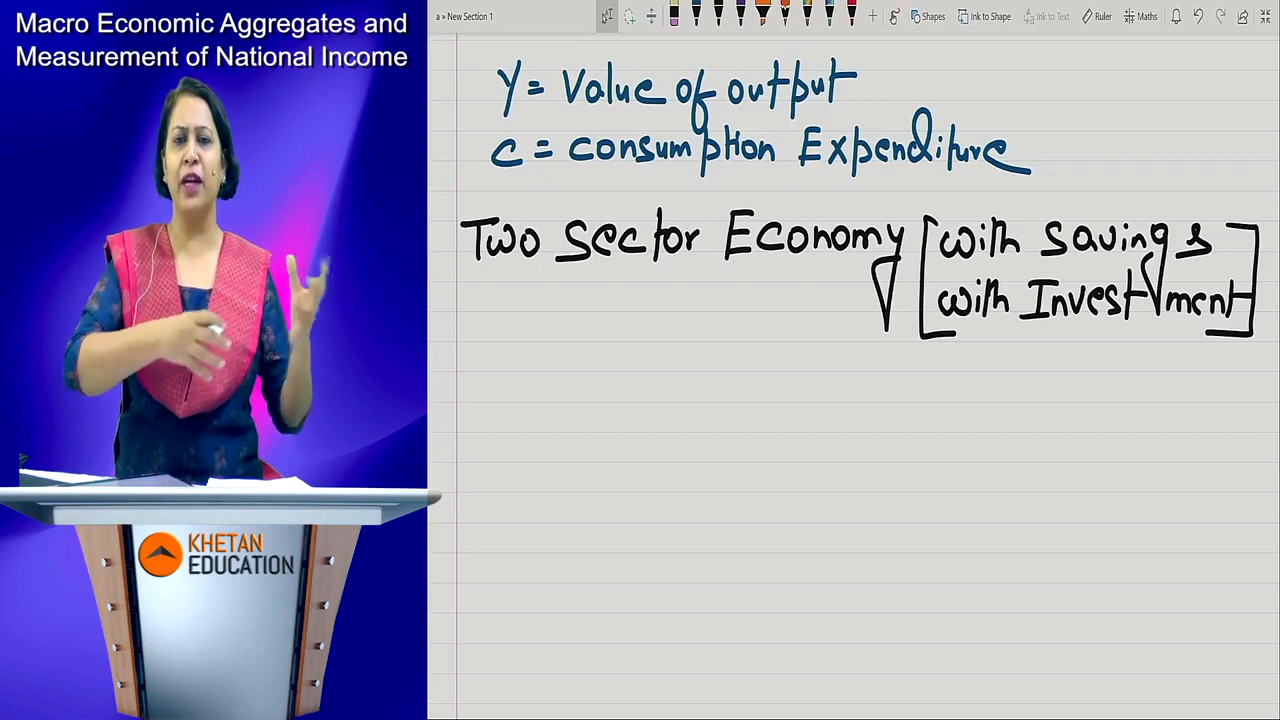 Macro Economic Aggregates and
Measurement of National Income
a » New Section 1
Shapes
Ink to Shape
Ink to Text
Ruler
Maths
Y = Value of output
C = consumption Expenditure
Two Sector Economy [with savings
with Investment]
KHETAN
EDUCATION